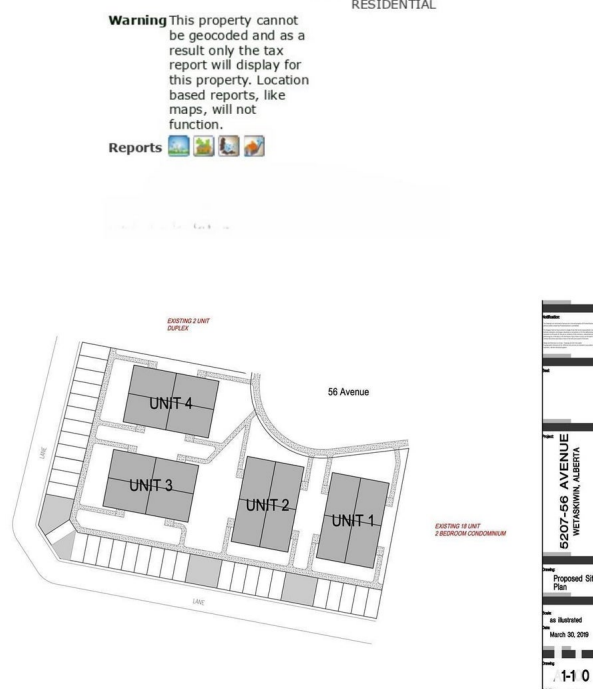 RESIDENTIAL
Warning This property cannot
be geocoded and as a
result only the tax
report will display for
this property. Location
based reports, like
maps, will not
function.
Reports
EXISTING 2 UNIT
DUPLEX
56 Avenue
UNIT 4
UNIT 3
UNIT 2
UNIT 1
LANE
LANE
EXISTING 18 UNIT
2 BEDROOM CONDOMINIUM
5207-56 AVENUE
WETASKIWIN, ALBERTA
Proposed Sit
Plan
as illustrated
March 30, 2019